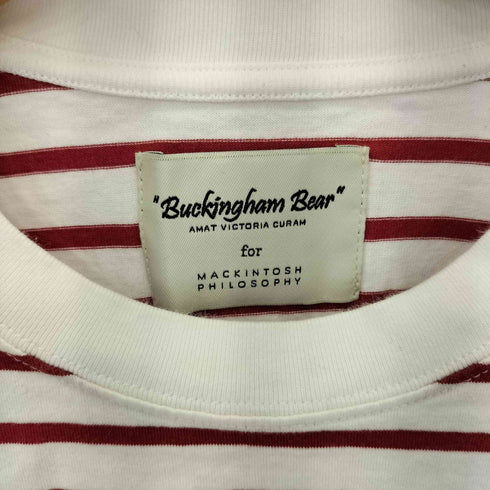 "Buckingham Bear"
AMAT VICTORIA CURAM
for
MACKINTOSH
PHILOSOPHY